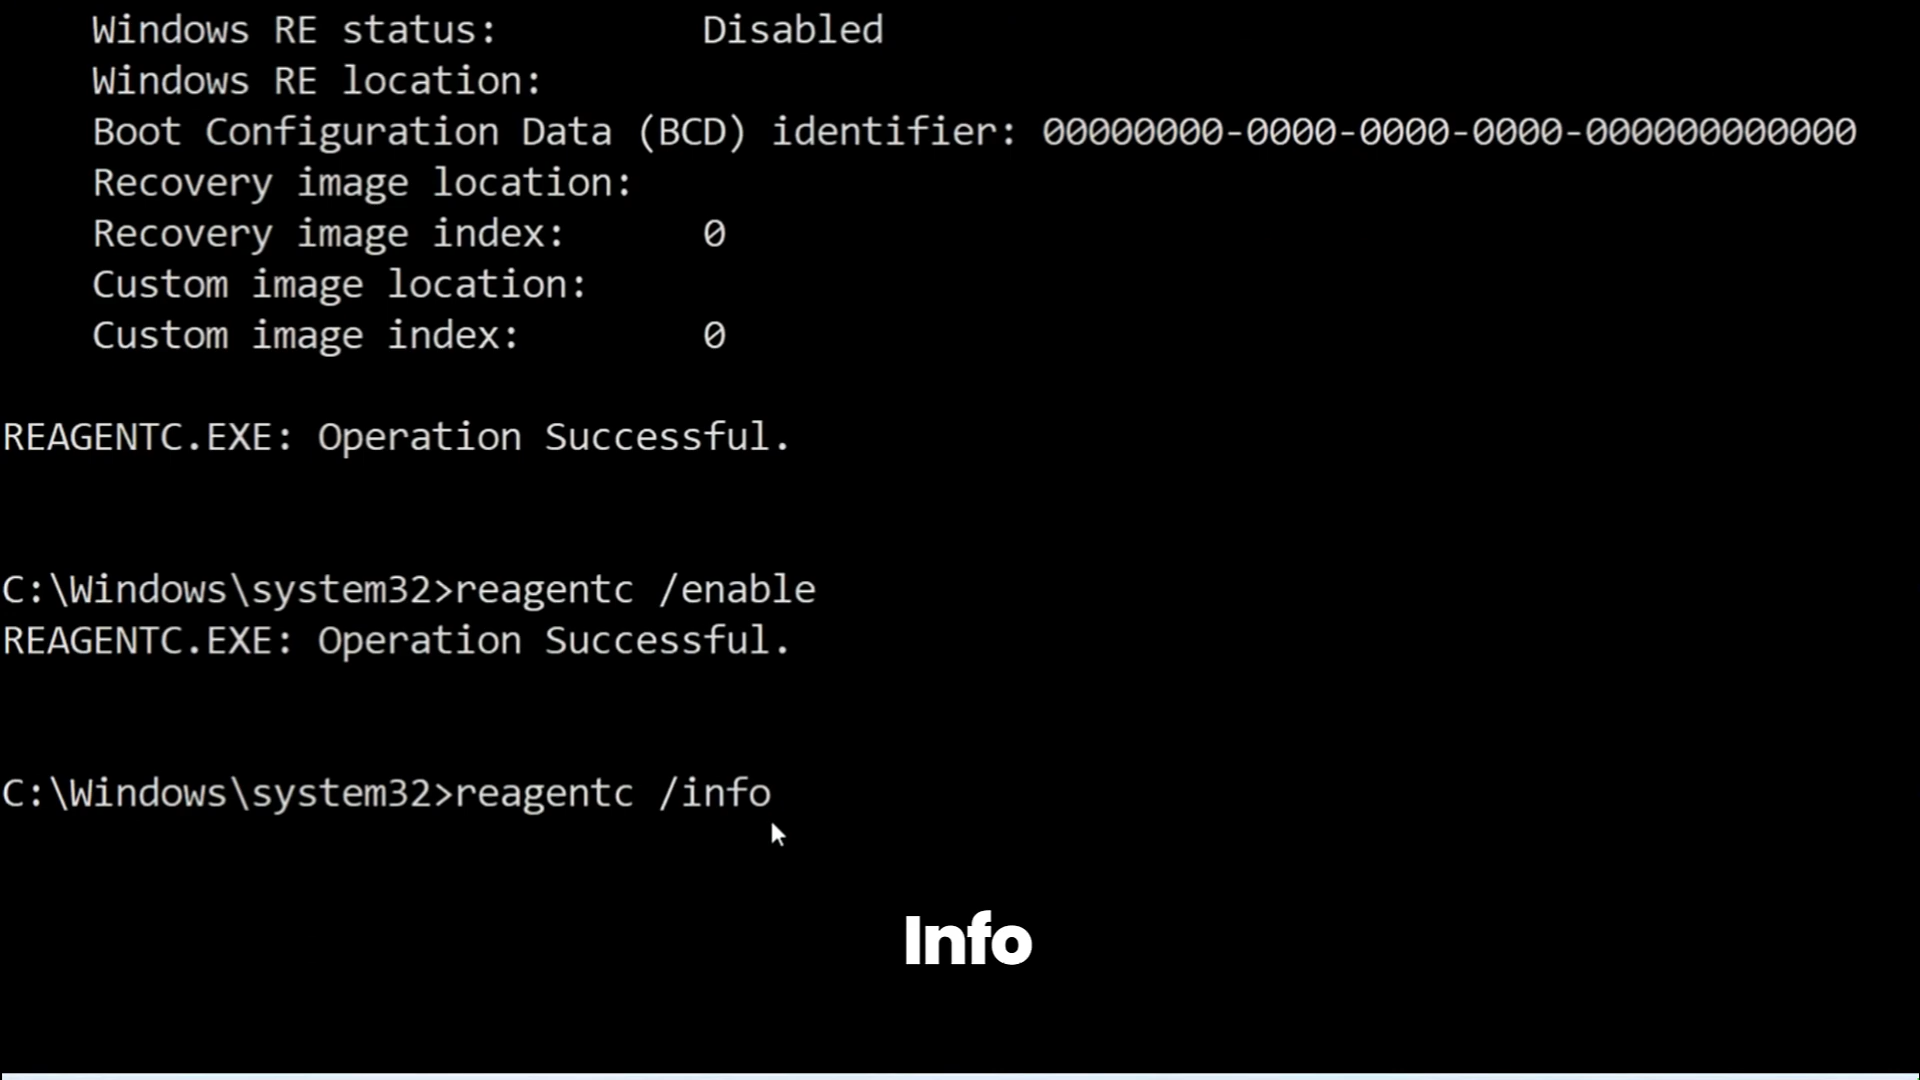 Windows RE status: Disabled
Windows RE location:
Boot Configuration Data (BCD) identifier: 00000000-0000-0000-0000-000000000000
Recovery image location:
Recovery image index: 0
Custom image location:
Custom image index: 0
REAGENTC.EXE: Operation Successful.
C:\Windows\system32>reagentc /enable
REAGENTC.EXE: Operation Successful.
C:\Windows\system32>reagentc /info
Info